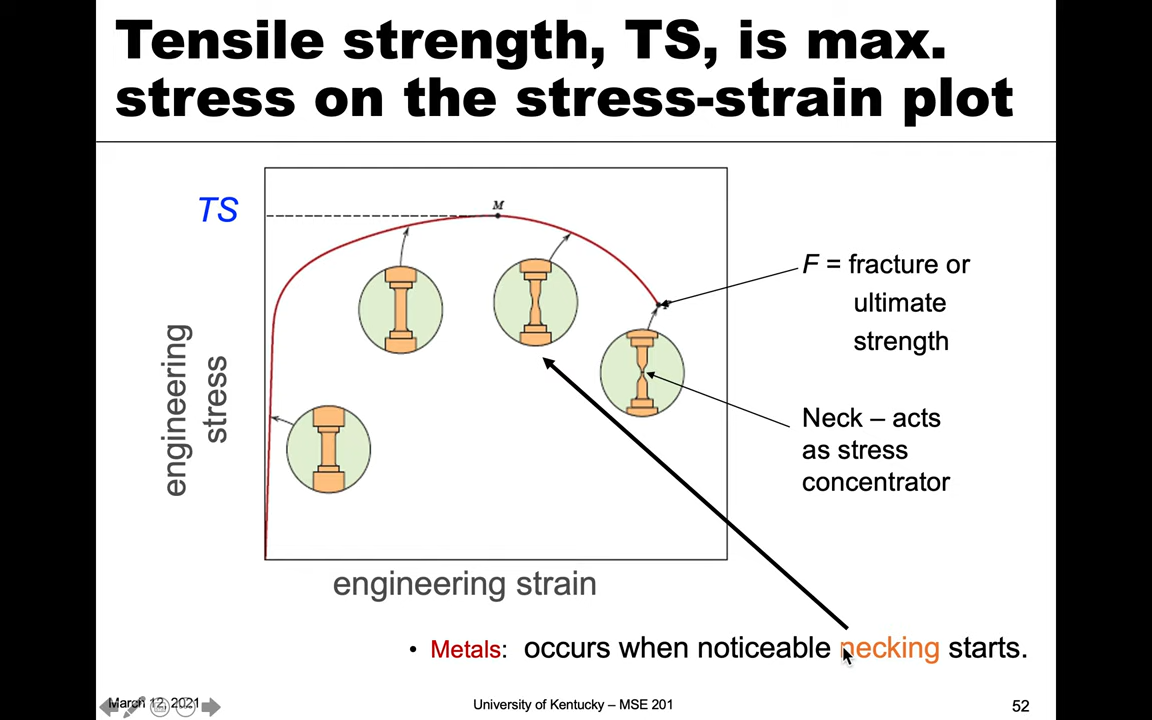 Tensile strength, TS, is max.
stress on the stress-strain plot
TS
M
F = fracture or
ultimate
strength
engineering
stress
Neck – acts
as stress
concentrator
engineering strain
• Metals: occurs when noticeable necking starts.
March 12, 2021
University of Kentucky – MSE 201
52